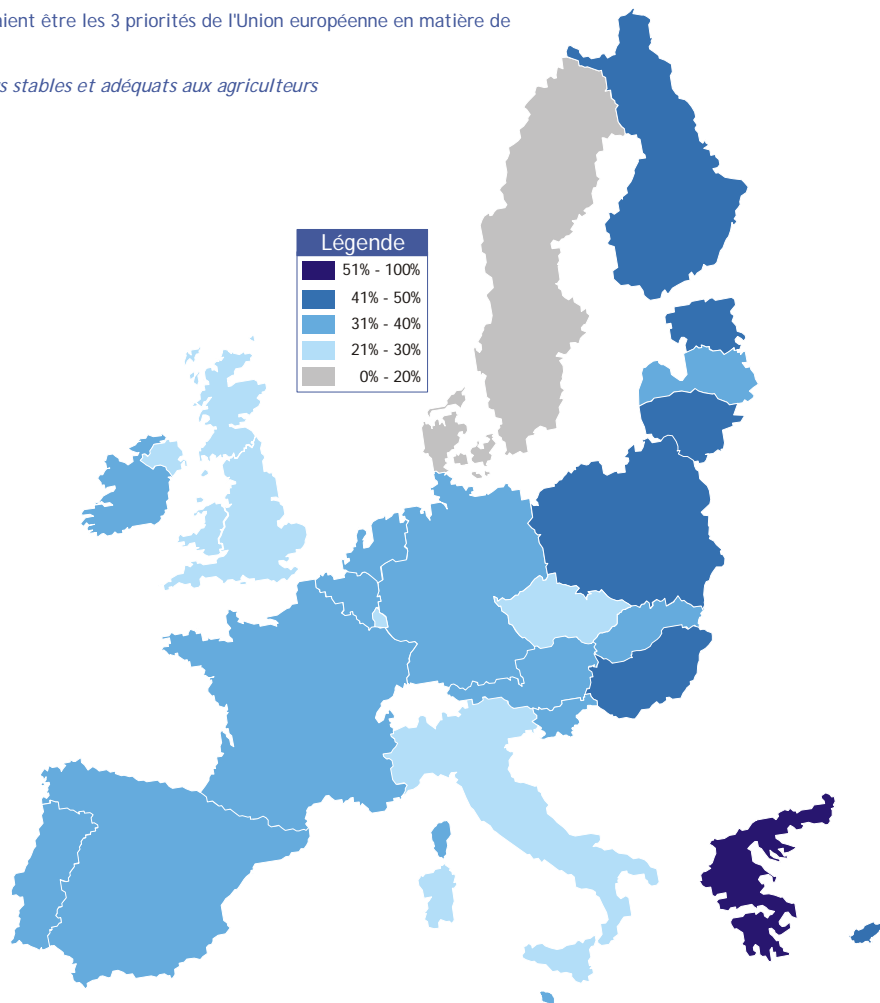 aient être les 3 priorités de l'Union européenne en matière de
s stables et adéquats aux agriculteurs
Légende
51% - 100%
41% - 50%
31% - 40%
21% - 30%
0% - 20%